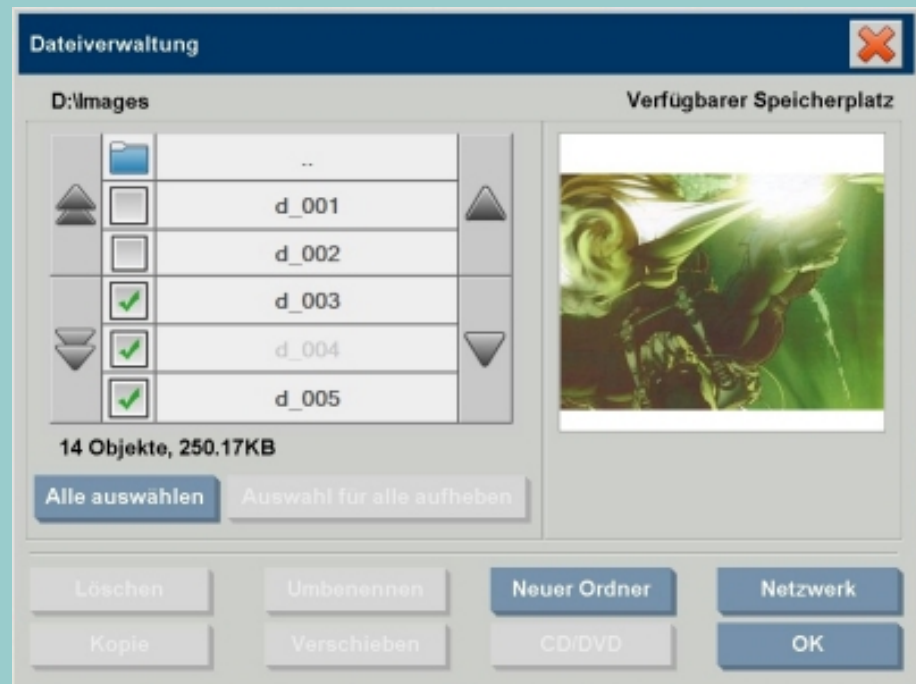 Dateiverwaltung
D:\Images
Verfügbarer Speicherplatz
..
d_001
d_002
d_003
d_004
d_005
14 Objekte, 250.17KB
Alle auswählen
Auswahl für alle aufheben
Löschen
Umbenennen
Neuer Ordner
Netzwerk
Kopie
Verschieben
CD/DVD
OK